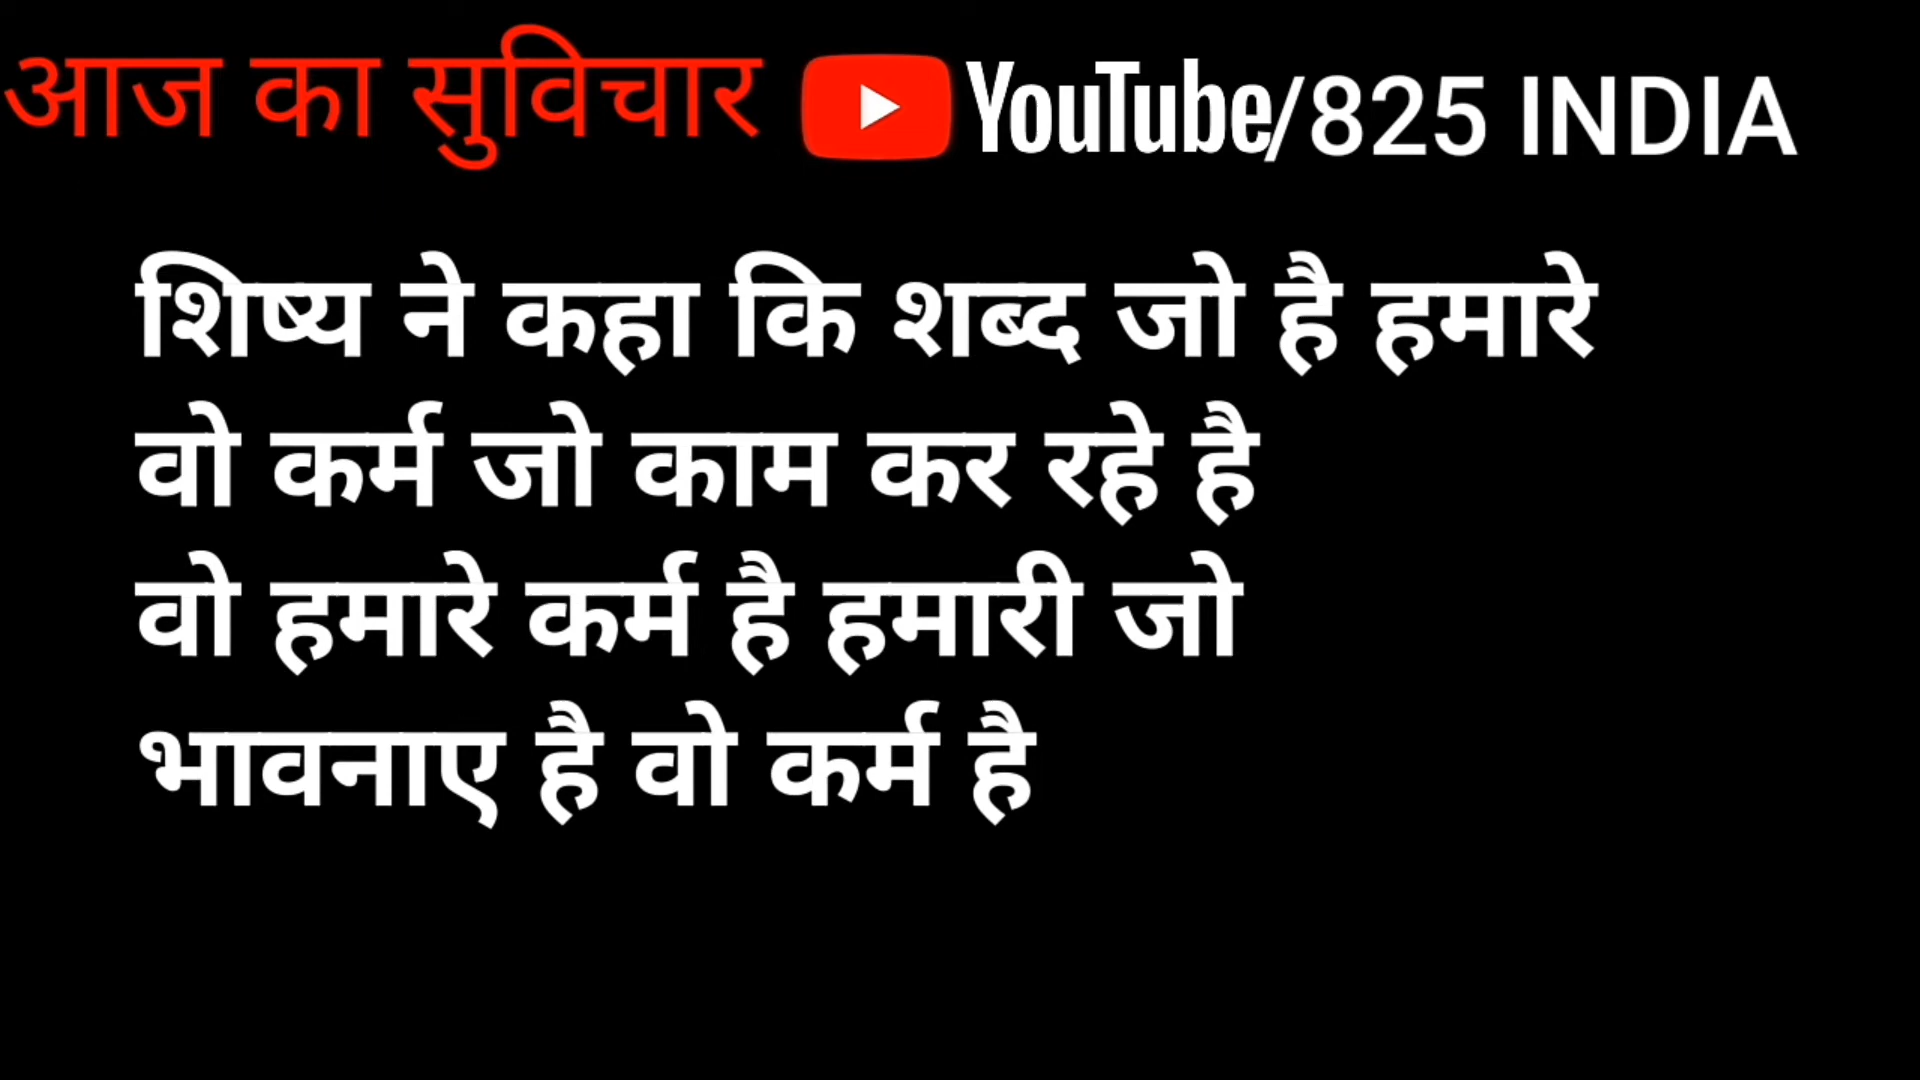 आज का सुविचार YouTube/825 INDIA
शिष्य ने कहा कि शब्द जो है हमारे
वो कर्म जो काम कर रहे है
वो हमारे कर्म है हमारी जो
भावनाए है वो कर्म है